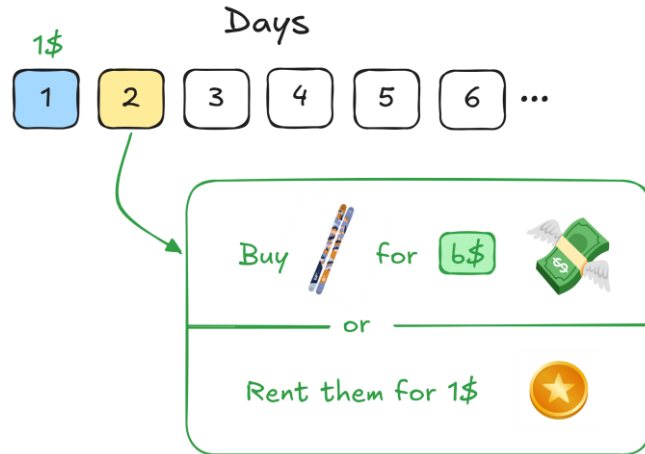 Days
1$
1 2 3 4 5 6 ...
Buy for 6$
or
Rent them for 1$